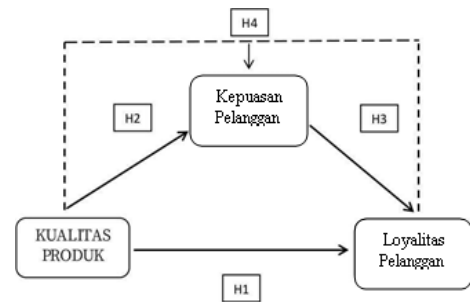 H4
Kepuasan
Pelanggan
H2
H3
KUALITAS
PRODUK
Loyalitas
Pelanggan
H1